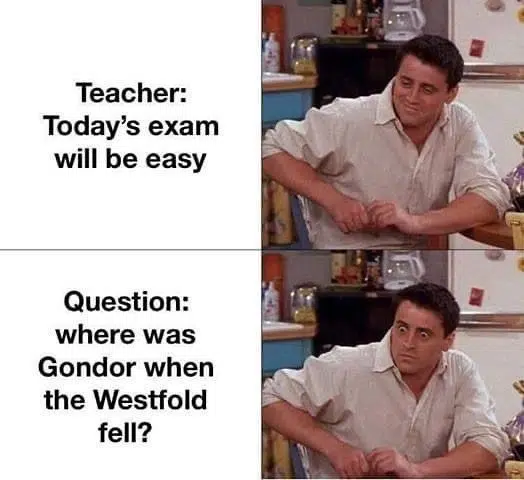 Teacher:
Today's exam
will be easy
Question:
where was
Gondor when
the Westfold
fell?